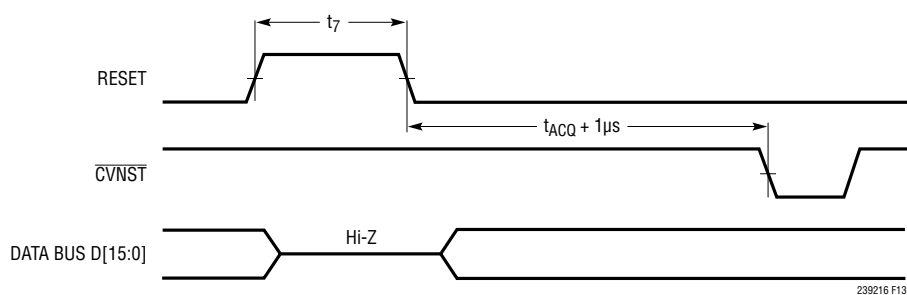 t7
RESET
tACQ + 1µs
CVNST
Hi-Z
DATA BUS D[15:0]
239216 F13